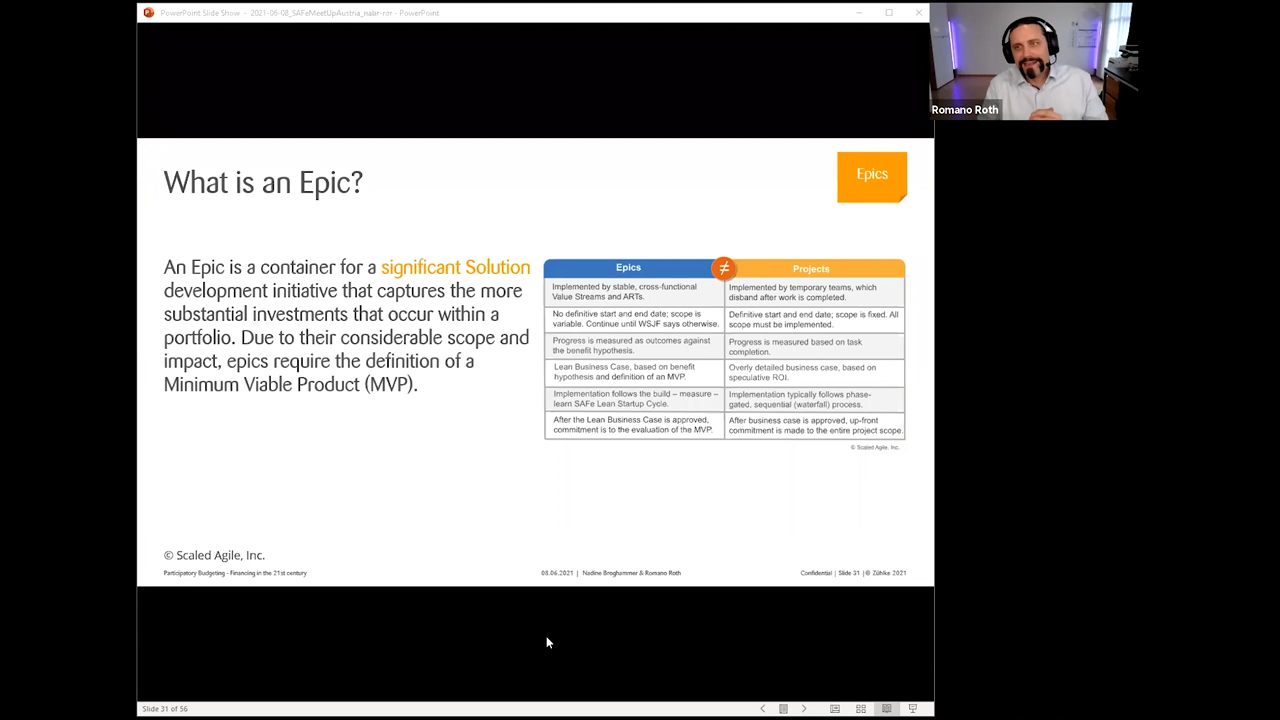 PowerPoint Slide Show - 2021-06-08_SAFeMeetUpAustria_nabr-ror - PowerPoint
Romano Roth
What is an Epic?
Epics
An Epic is a container for a significant Solution
development initiative that captures the more
substantial investments that occur within a
portfolio. Due to their considerable scope and
impact, epics require the definition of a
Minimum Viable Product (MVP).
Epics ≠ Projects
Implemented by stable, cross-functional
Value Streams and ARTs.
Implemented by temporary teams, which
disband after work is completed.
No definitive start and end date; scope is
variable. Continue until WSJF says otherwise.
Definitive start and end date; scope is fixed. All
scope must be implemented.
Progress is measured as outcomes against
the benefit hypothesis.
Progress is measured based on task
completion.
Lean Business Case, based on benefit
hypothesis and definition of an MVP.
Overly detailed business case, based on
speculative ROI.
Implementation follows the build – measure –
learn SAFe Lean Startup Cycle.
Implementation typically follows phase-
gated, sequential (waterfall) process.
After the Lean Business Case is approved,
commitment is to the evaluation of the MVP.
After business case is approved, up-front
commitment is made to the entire project scope.
© Scaled Agile, Inc.
© Scaled Agile, Inc.
Participatory Budgeting - Financing in the 21st century
08.06.2021 | Nadine Broghammer & Romano Roth
Confidential | Slide 31 | © Zühlke 2021
Slide 31 of 56